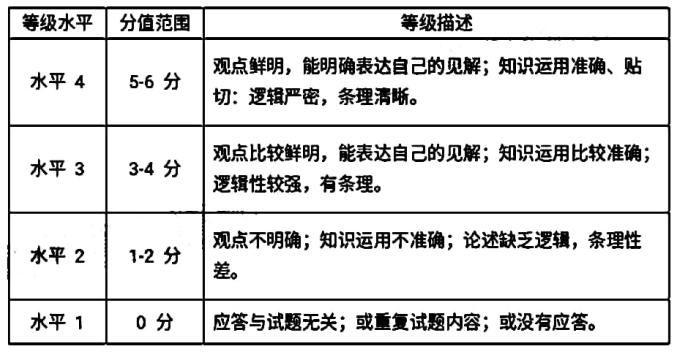 等级水平 分值范围 等级描述
水平 4 5-6 分 观点鲜明，能明确表达自己的见解；知识运用准确、贴
切：逻辑严密，条理清晰。
水平 3 3-4 分 观点比较鲜明，能表达自己的见解；知识运用比较准确；
逻辑性较强，有条理。
水平 2 1-2 分 观点不明确；知识运用不准确；论述缺乏逻辑，条理性
差。
水平 1 0 分 应答与试题无关；或重复试题内容；或没有应答。